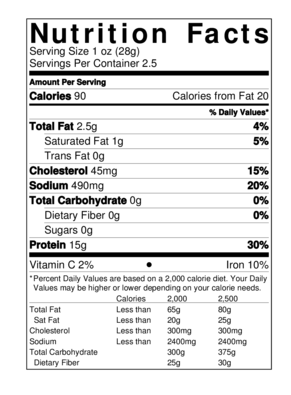 Nutrition Facts
Serving Size 1 oz (28g)
Servings Per Container 2.5
Amount Per Serving
Calories 90 Calories from Fat 20
% Daily Values*
Total Fat 2.5g 4%
Saturated Fat 1g 5%
Trans Fat 0g
Cholesterol 45mg 15%
Sodium 490mg 20%
Total Carbohydrate 0g 0%
Dietary Fiber 0g 0%
Sugars 0g
Protein 15g 30%
Vitamin C 2% • Iron 10%
*Percent Daily Values are based on a 2,000 calorie diet. Your Daily
Values may be higher or lower depending on your calorie needs.
Calories 2,000 2,500
Total Fat Less than 65g 80g
Sat Fat Less than 20g 25g
Cholesterol Less than 300mg 300mg
Sodium Less than 2400mg 2400mg
Total Carbohydrate 300g 375g
Dietary Fiber 25g 30g